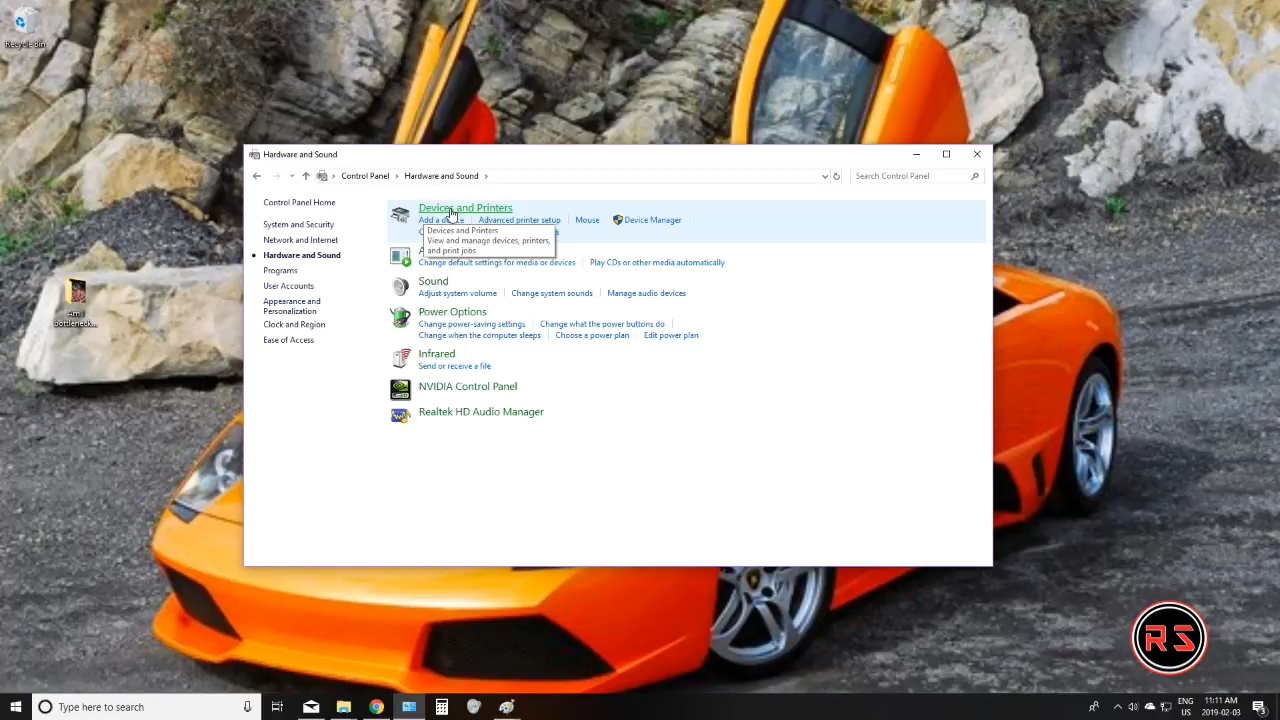 Recycle Bin
Am I
Bottleneck...
Hardware and Sound
Control Panel > Hardware and Sound >
Search Control Panel
Control Panel Home
System and Security
Network and Internet
Hardware and Sound
Programs
User Accounts
Appearance and
Personalization
Clock and Region
Ease of Access
Devices and Printers
Add a device | Advanced printer setup | Mouse | Device Manager
Devices and Printers
View and manage devices, printers,
and print jobs
Change default settings for media or devices | Play CDs or other media automatically
Sound
Adjust system volume | Change system sounds | Manage audio devices
Power Options
Change power-saving settings | Change what the power buttons do |
Change when the computer sleeps | Choose a power plan | Edit power plan
Infrared
Send or receive a file
NVIDIA Control Panel
Realtek HD Audio Manager
RS
Type here to search
ENG
US
11:11 AM
2019-02-03
3